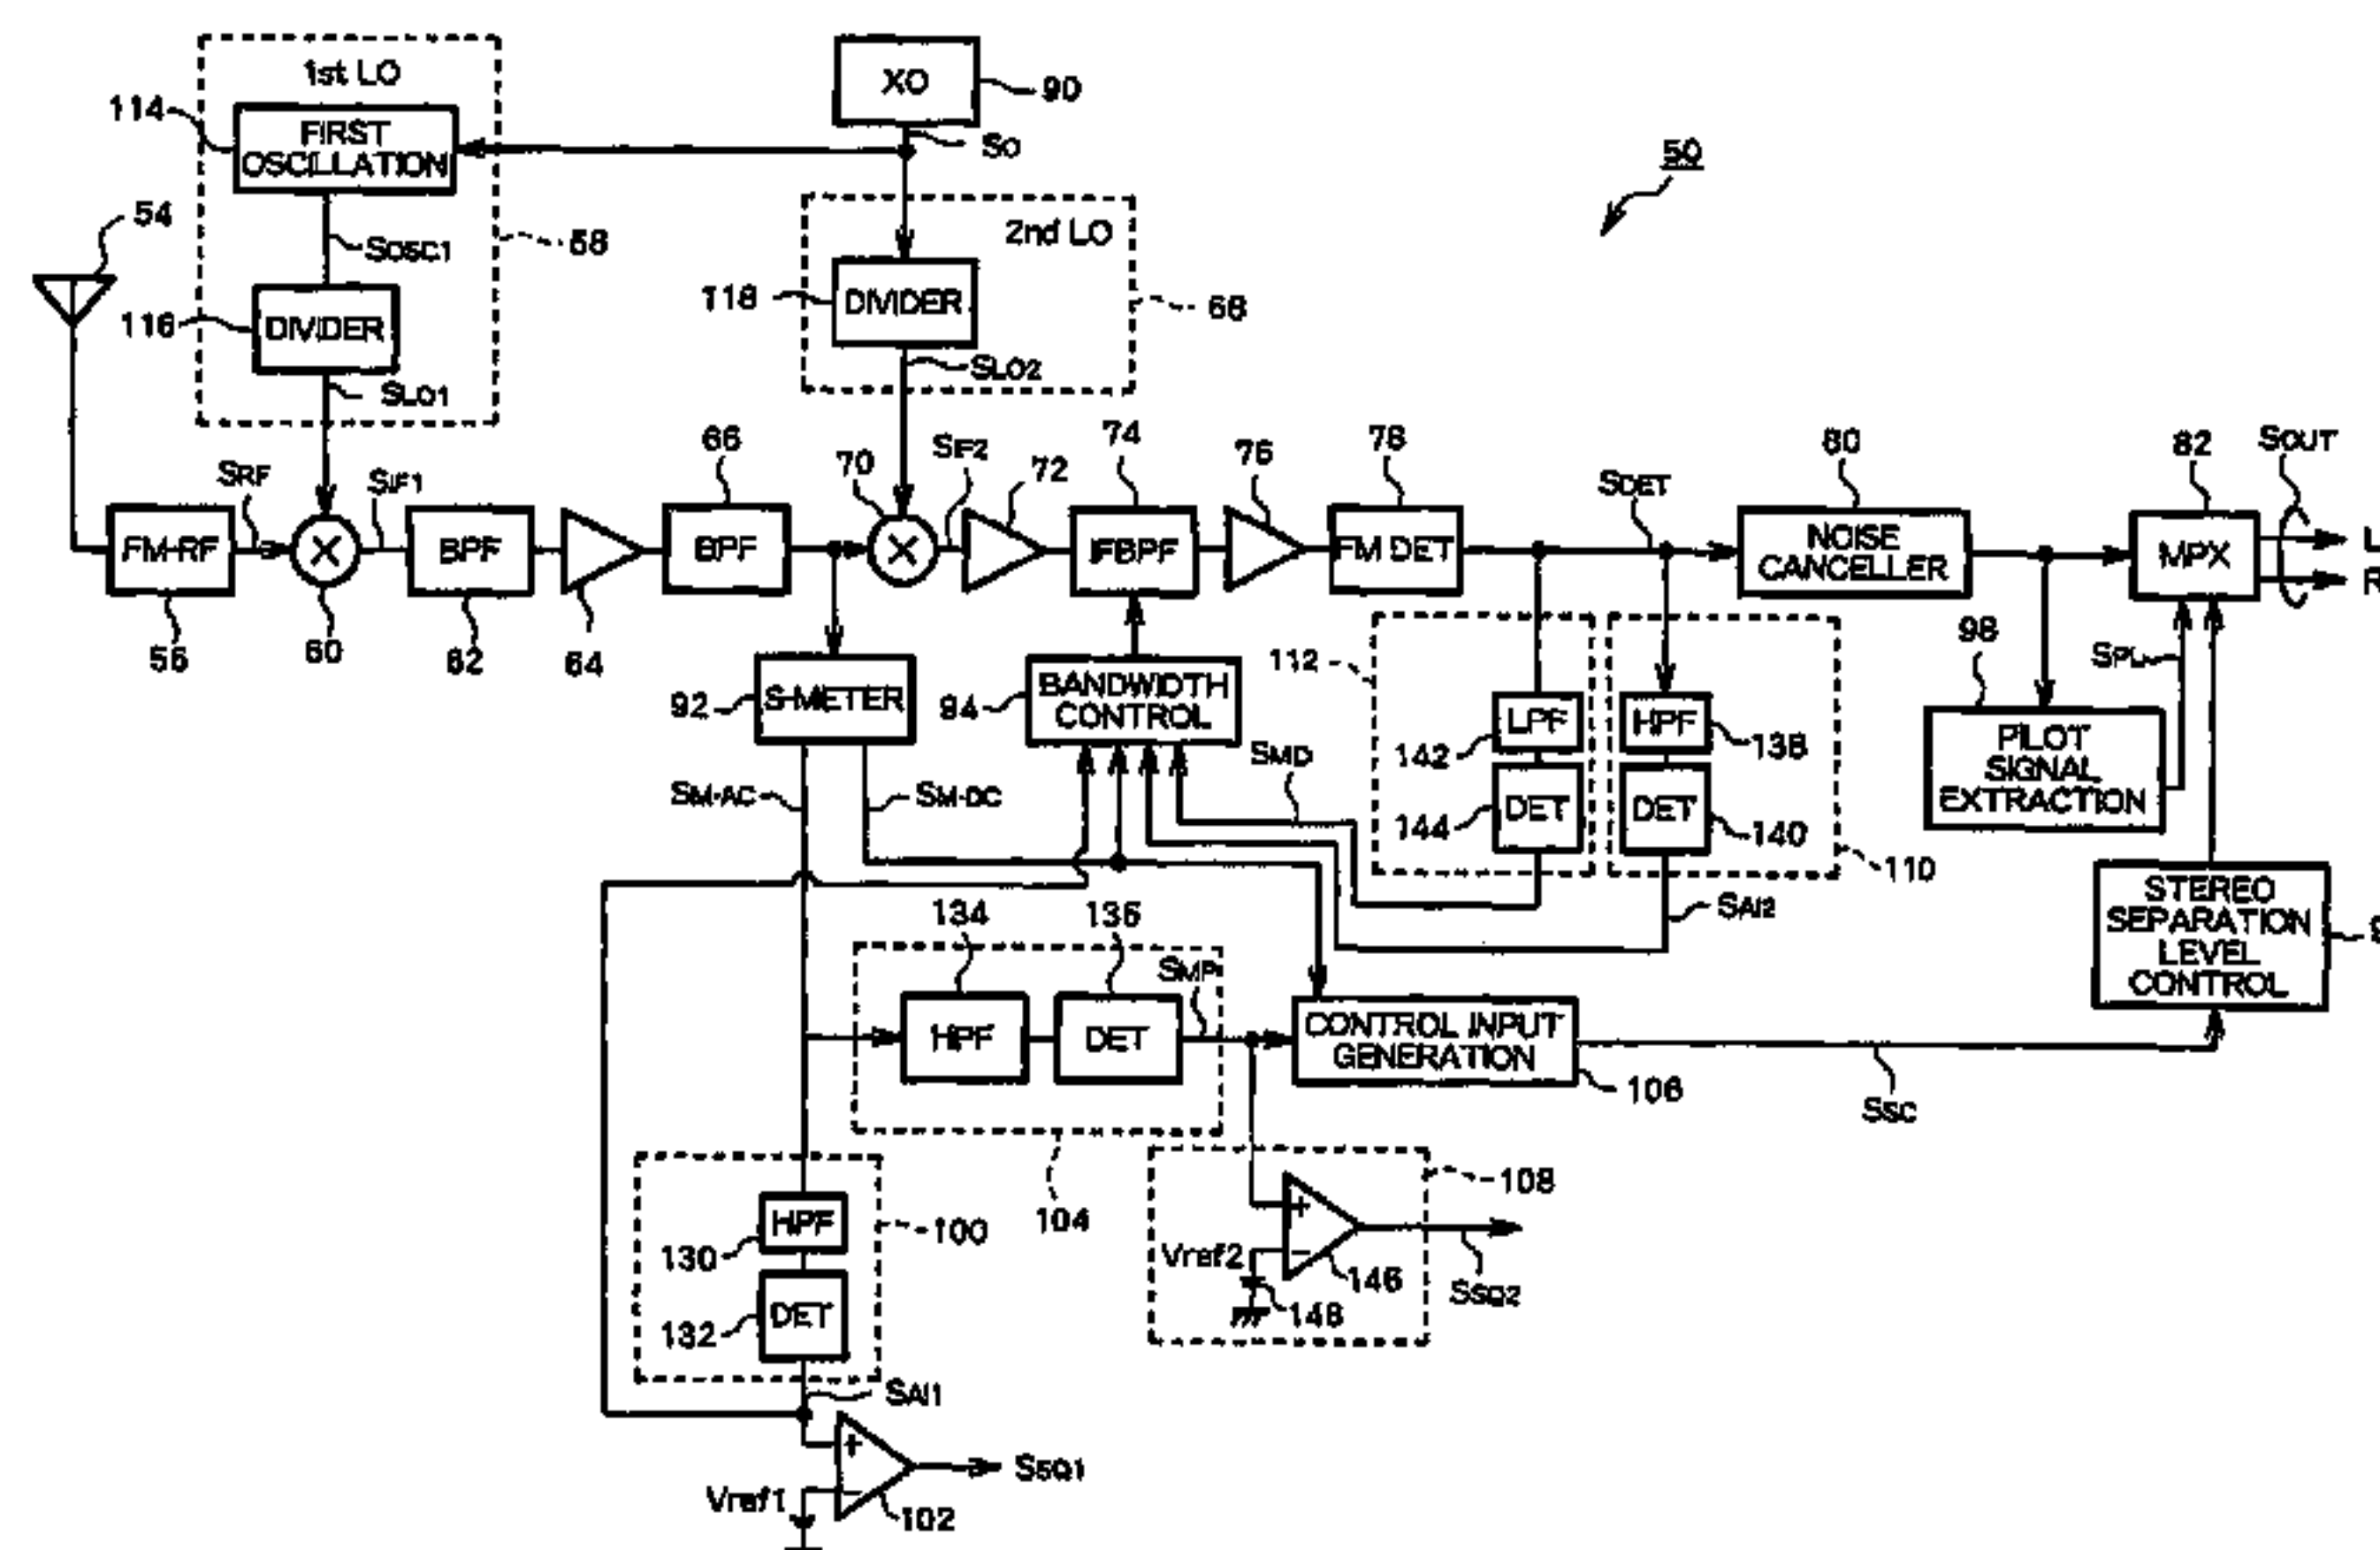 1st LO
XO
90
114
FIRST
OSCILLATION
SO
50
54
2nd LO
SOSC1
58
118
DIVIDER
68
116
DIVIDER
SLO2
SLO1
66
70
SIF2
72
74
76
78
SDET
80
82
SOUT
SRF
SIF1
FM-RF
BPF
BPF
IFBPF
FM DET
NOISE
CANCELLER
MPX
L
R
56
60
62
64
112
98
SPL
92
S-METER
94
BANDWIDTH
CONTROL
LPF
HPF
142
138
PILOT
SIGNAL
EXTRACTION
SMD
SM-AC
SM-DC
144
DET
DET
140
110
134
136
SAI2
STEREO
SEPARATION
LEVEL
CONTROL
9
SMP
HPF
DET
CONTROL INPUT
GENERATION
106
SSC
108
104
HPF
100
130
Vref2
146
148
SSQ2
132
DET
SAI1
SSQ1
Vref1
102
+
−
+
−